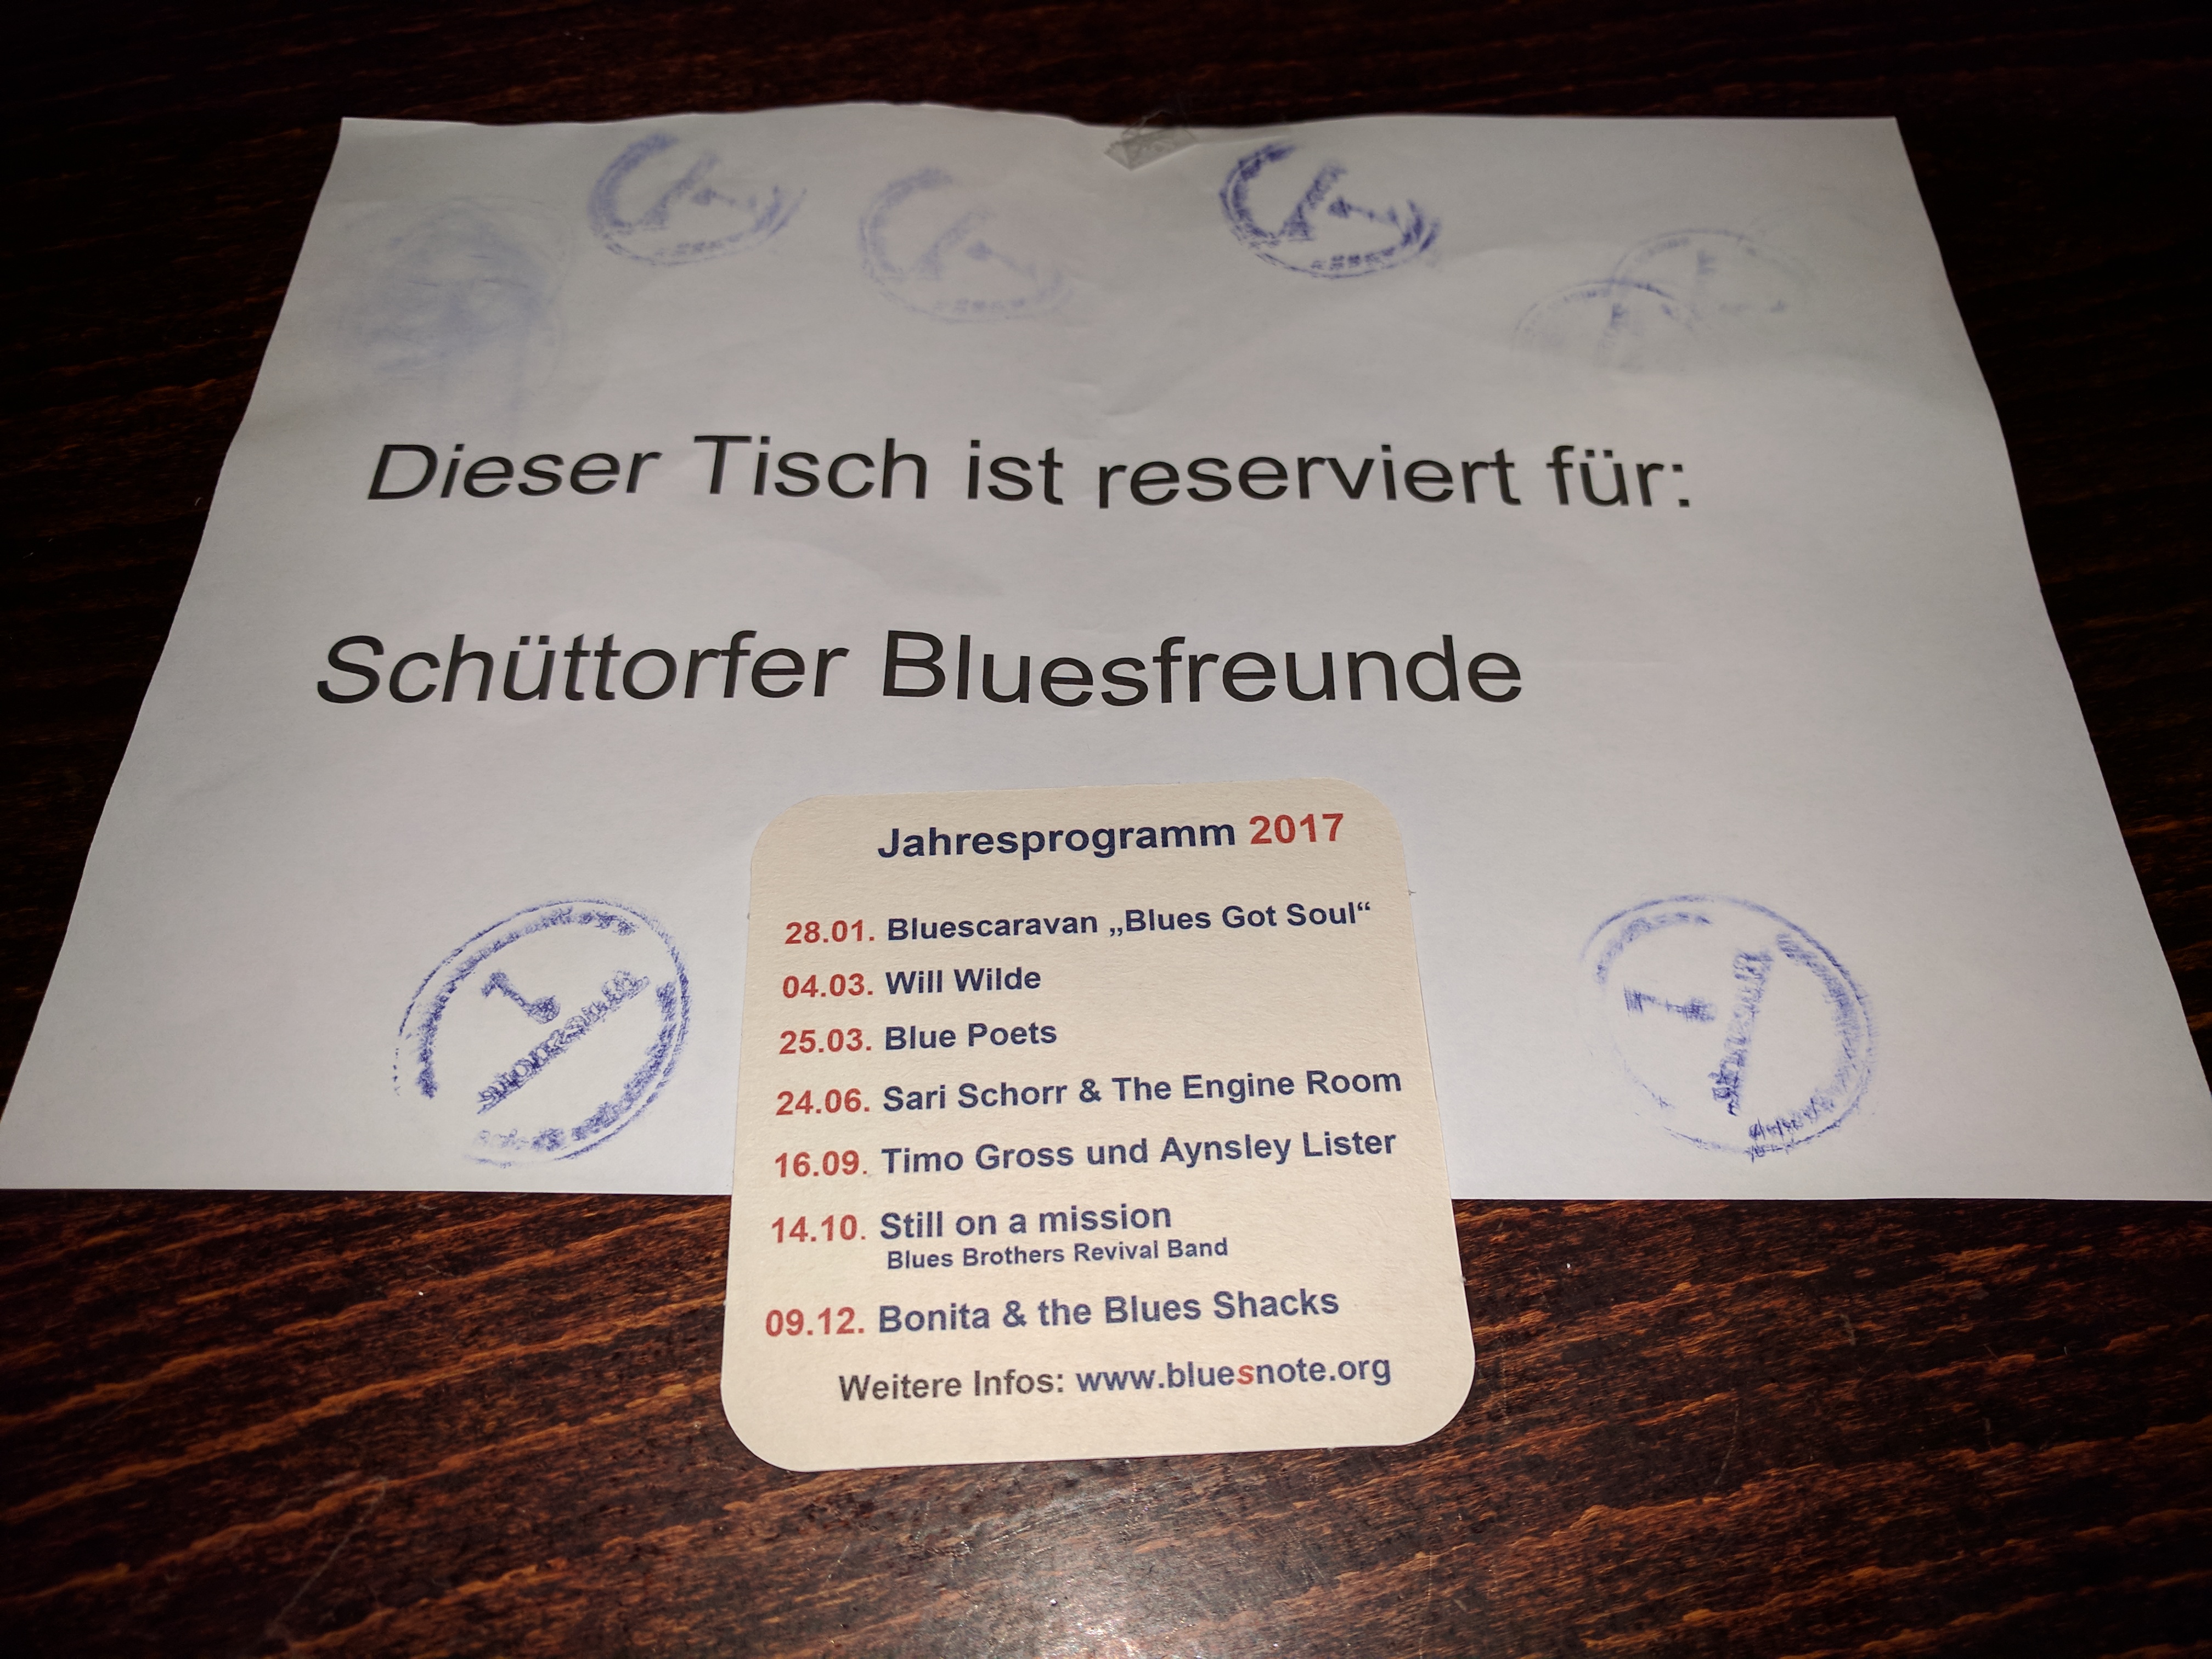 Dieser Tisch ist reserviert für:
Schüttorfer Bluesfreunde
Jahresprogramm 2017
28.01. Bluescaravan „Blues Got Soul“
04.03. Will Wilde
25.03. Blue Poets
24.06. Sari Schorr & The Engine Room
16.09. Timo Gross und Aynsley Lister
14.10. Still on a mission
Blues Brothers Revival Band
09.12. Bonita & the Blues Shacks
Weitere Infos: www.bluesnote.org